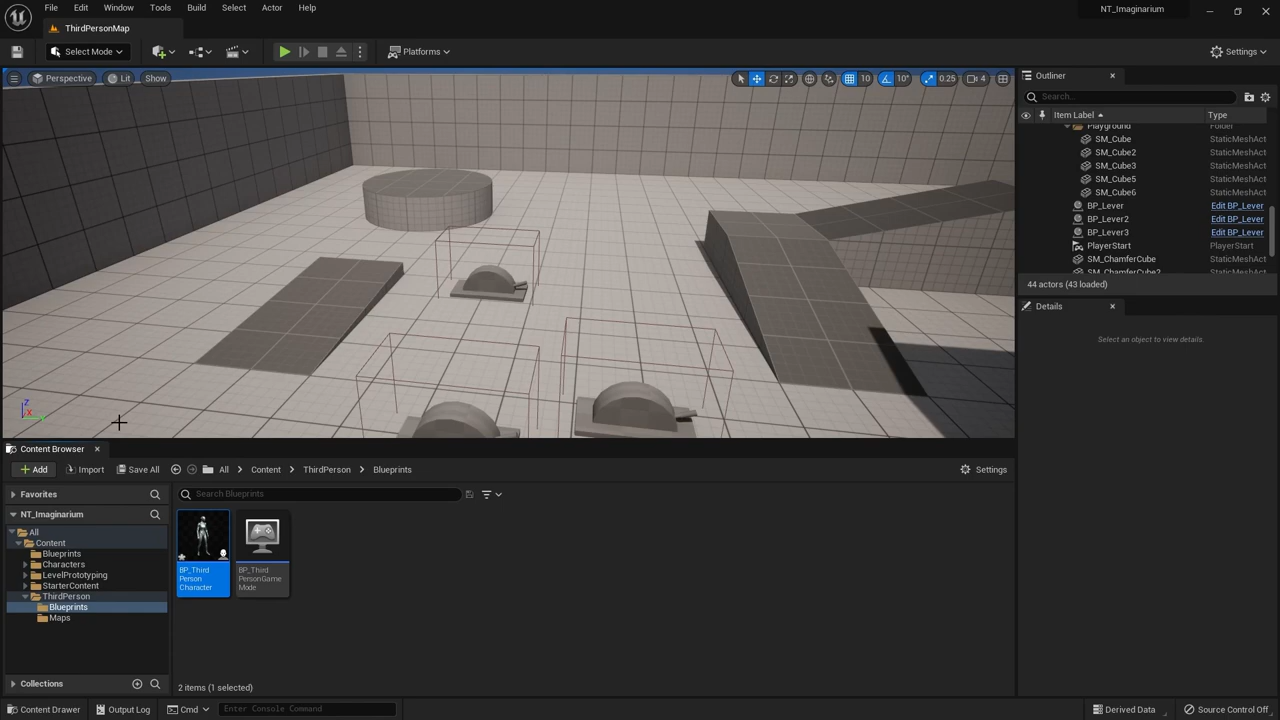 File Edit Window Tools Build Select Actor Help
NT_Imaginarium
ThirdPersonMap
Select Mode
Platforms
Settings
Perspective Lit Show
10 10° 0.25 4
Outliner
Search...
Item Label Type
Playground Folder
SM_Cube StaticMeshAct
SM_Cube2 StaticMeshAct
SM_Cube3 StaticMeshAct
SM_Cube5 StaticMeshAct
SM_Cube6 StaticMeshAct
BP_Lever Edit BP_Lever
BP_Lever2 Edit BP_Lever
BP_Lever3 Edit BP_Lever
PlayerStart PlayerStart
SM_ChamferCube StaticMeshAct
SM_ChamferCube2 StaticMeshAct
44 actors (43 loaded)
Details
Select an object to view details.
Z
X
Content Browser
Add Import Save All All Content ThirdPerson Blueprints Settings
Favorites
Search Blueprints
NT_Imaginarium
All
Content
Blueprints
Characters
LevelPrototyping
StarterContent
ThirdPerson
Blueprints
Maps
BP_Third
Person
Character
BP_Third
PersonGame
Mode
Collections
2 items (1 selected)
Content Drawer Output Log Cmd Enter Console Command Derived Data Source Control Off